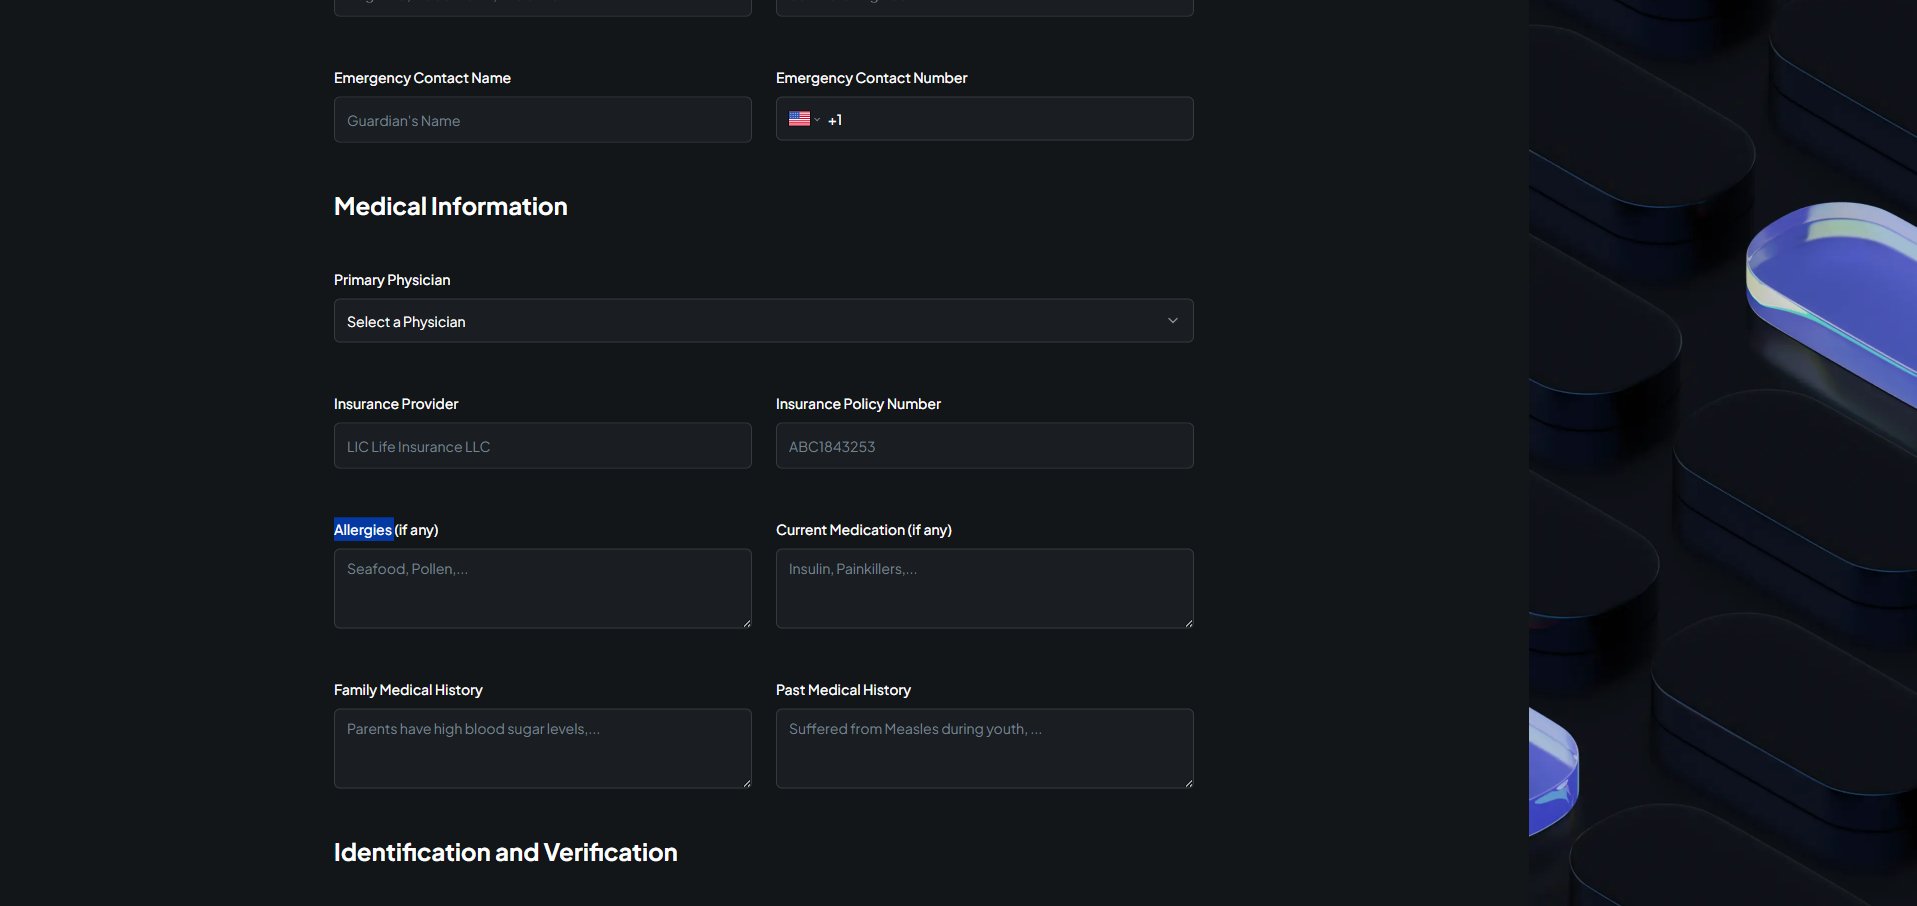 Emergency Contact Name
Emergency Contact Number
Guardian's Name
+1
Medical Information
Primary Physician
Select a Physician
Insurance Provider
Insurance Policy Number
LIC Life Insurance LLC
ABC1843253
Allergies (if any)
Current Medication (if any)
Seafood, Pollen,...
Insulin, Painkillers,...
Family Medical History
Past Medical History
Parents have high blood sugar levels,...
Suffered from Measles during youth, ...
Identification and Verification